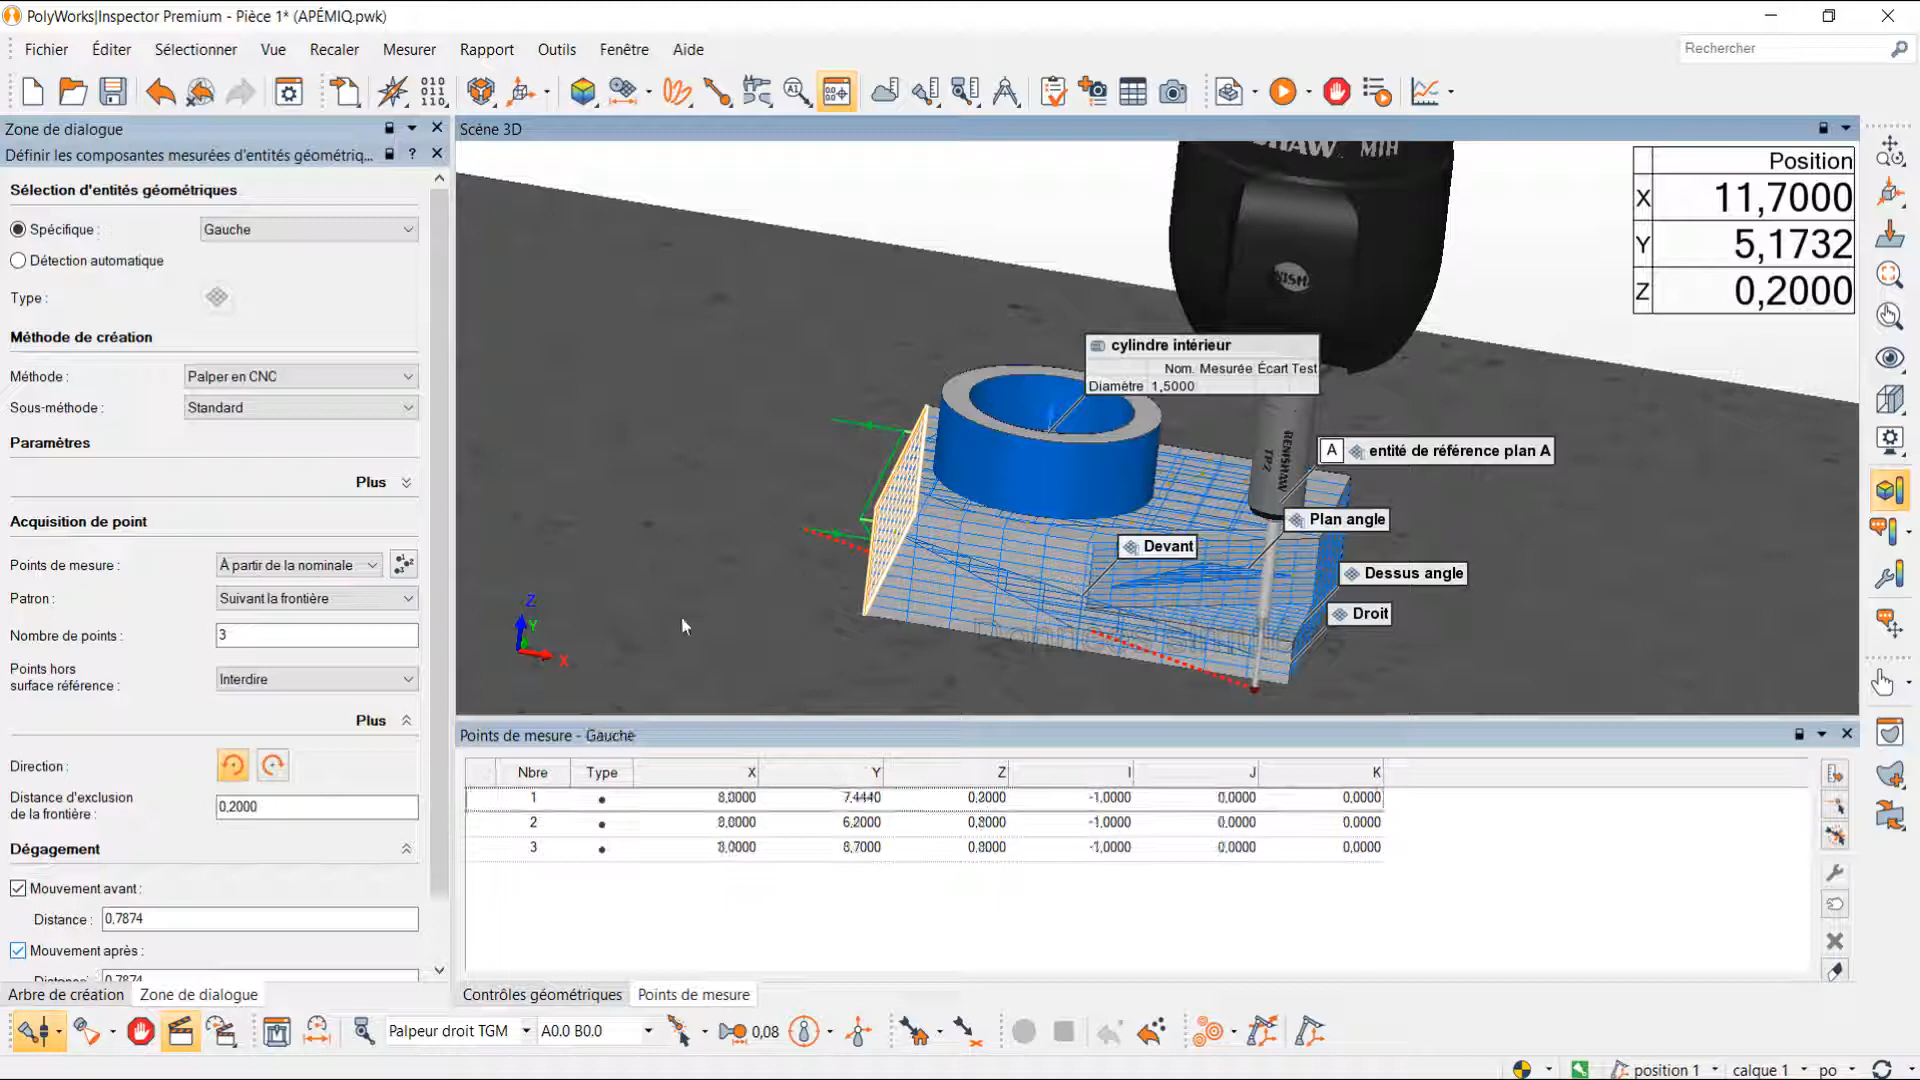 PolyWorks|Inspector Premium - Pièce 1* (APÉMIQ.pwk)
Fichier Éditer Sélectionner Vue Recaler Mesurer Rapport Outils Fenêtre Aide
Rechercher
Zone de dialogue
Définir les composantes mesurées d'entités géométriq...
Sélection d'entités géométriques
Spécifique : Gauche
Détection automatique
Type :
Méthode de création
Méthode : Palper en CNC
Sous-méthode : Standard
Paramètres
Plus
Acquisition de point
Points de mesure : À partir de la nominale
Patron : Suivant la frontière
Nombre de points : 3
Points hors
surface référence : Interdire
Plus
Direction :
Distance d'exclusion
de la frontière : 0,2000
Dégagement
Mouvement avant :
Distance : 0,7874
Mouvement après :
Distance : 0,7874
Arbre de création Zone de dialogue
Scène 3D
Position
X 11,7000
Y 5,1732
Z 0,2000
RENISHAW
TP2
cylindre intérieur
Nom. Mesurée Écart Test
Diamètre 1,5000
A entité de référence plan A
Plan angle
Devant
Dessus angle
Droit
Z
Y
X
Points de mesure - Gauche
Nbre Type X Y Z I J K
1 8,0000 7,4440 0,2000 -1,0000 0,0000 0,0000
2 8,0000 6,2000 0,8000 -1,0000 0,0000 0,0000
3 8,0000 8,7000 0,8000 -1,0000 0,0000 0,0000
Contrôles géométriques Points de mesure
Palpeur droit TGM A0.0 B0.0 0,08
position 1 calque 1 po